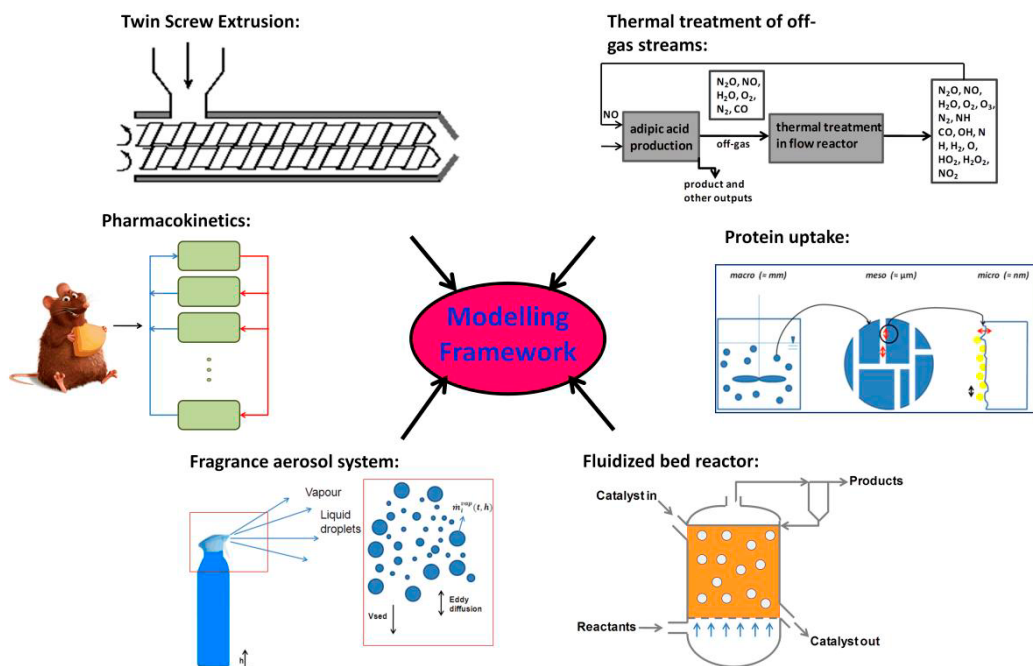 Twin Screw Extrusion:
Thermal treatment of off-
gas streams:
N₂O, NO,
H₂O, O₂,
N₂, CO
N₂O, NO,
H₂O, O₂, O₃,
N₂, NH
CO, OH, N
H, H₂, O,
HO₂, H₂O₂,
NO₂
NO
adipic acid
production
off-gas
thermal treatment
in flow reactor
product and
other outputs
Pharmacokinetics:
Protein uptake:
macro (≈ mm)
meso (≈ μm)
micro (≈ nm)
Modelling
Framework
Fragrance aerosol system:
Vapour
Liquid
droplets
ṁᵢᵛᵃᵖ(t, h)
Eddy
diffusion
Vsed
h
Fluidized bed reactor:
Products
Catalyst in
Reactants
Catalyst out